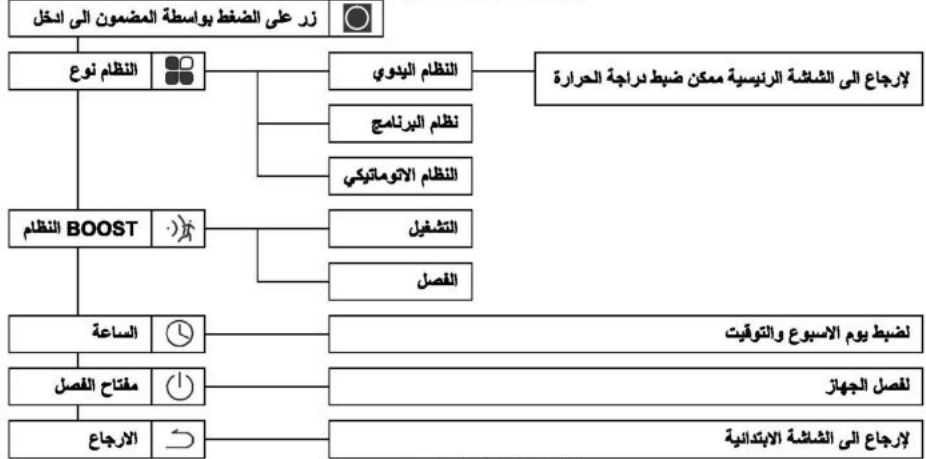 زر على الضغط بواسطة المضمون الى ادخل
النظام نوع
النظام اليدوي
لإرجاع الى الشاشة الرئيسية ممكن ضبط دراجة الحرارة
نظام البرنامج
النظام الاتوماتيكي
BOOST النظام
التشغيل
الفصل
الساعة
لضبط يوم الاسبوع والتوقيت
مفتاح الفصل
لفصل الجهاز
الارجاع
لإرجاع الى الشاشة الابتدائية